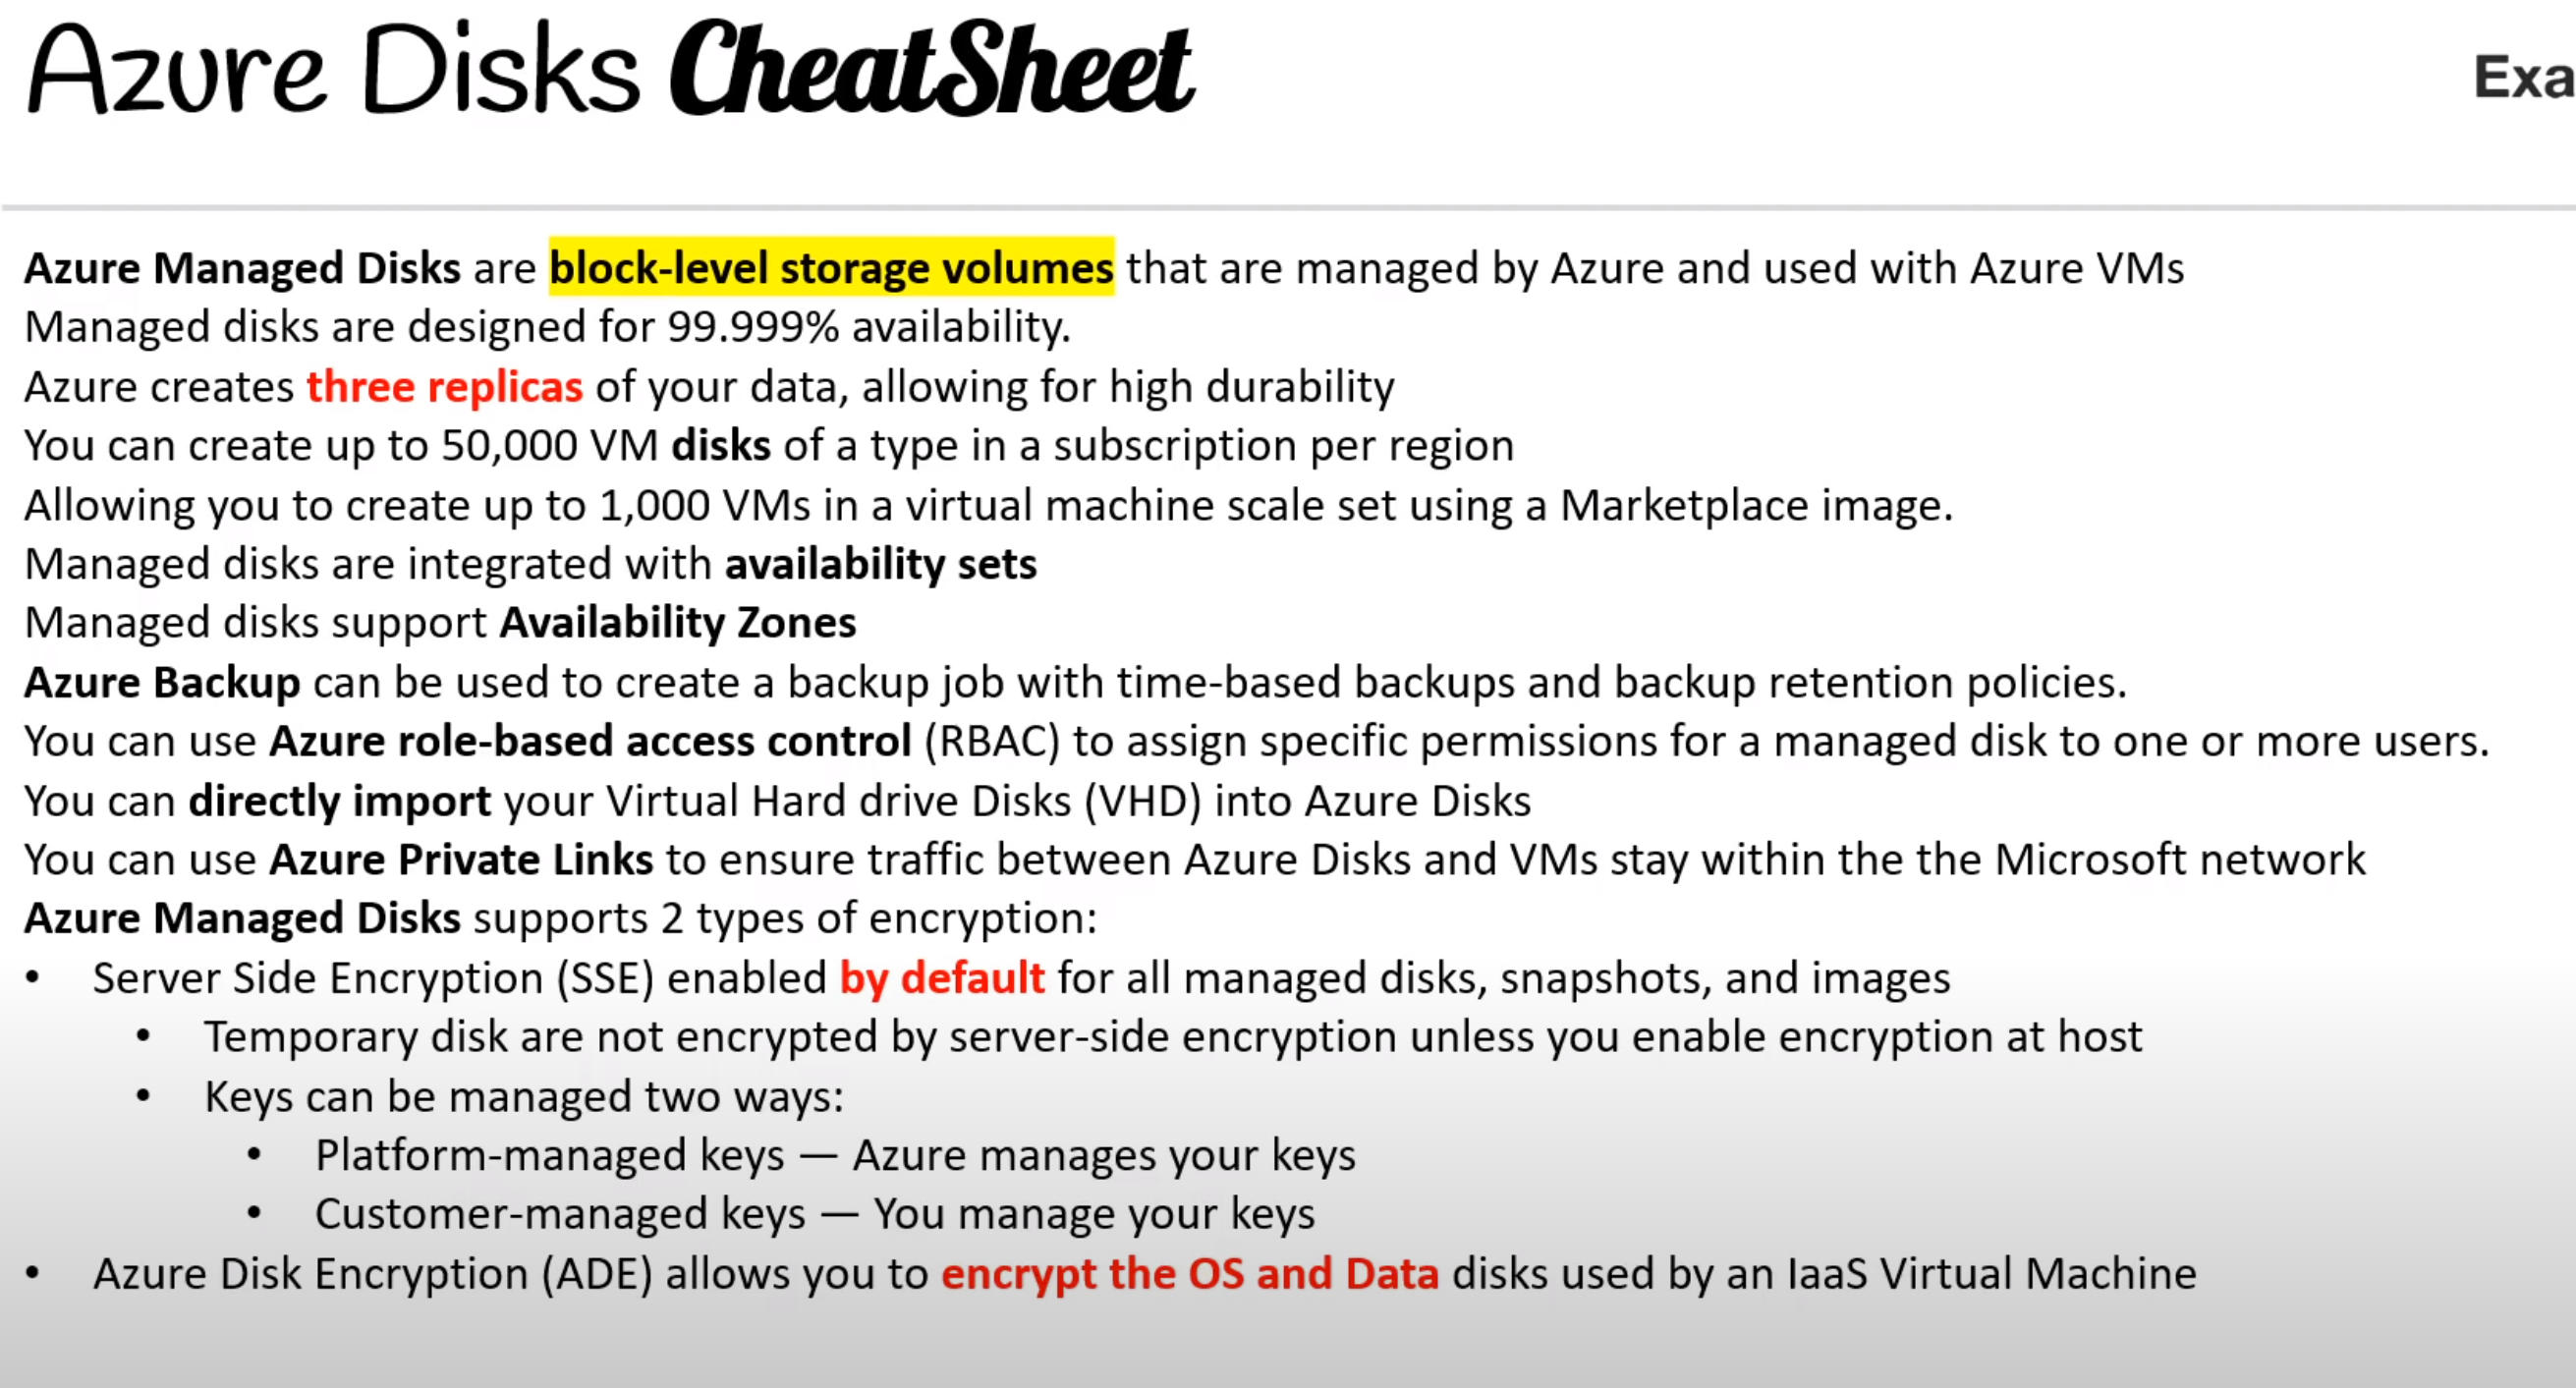 Azure Disks CheatSheet
Exa
Azure Managed Disks are block-level storage volumes that are managed by Azure and used with Azure VMs
Managed disks are designed for 99.999% availability.
Azure creates three replicas of your data, allowing for high durability
You can create up to 50,000 VM disks of a type in a subscription per region
Allowing you to create up to 1,000 VMs in a virtual machine scale set using a Marketplace image.
Managed disks are integrated with availability sets
Managed disks support Availability Zones
Azure Backup can be used to create a backup job with time-based backups and backup retention policies.
You can use Azure role-based access control (RBAC) to assign specific permissions for a managed disk to one or more users.
You can directly import your Virtual Hard drive Disks (VHD) into Azure Disks
You can use Azure Private Links to ensure traffic between Azure Disks and VMs stay within the the Microsoft network
Azure Managed Disks supports 2 types of encryption:
• Server Side Encryption (SSE) enabled by default for all managed disks, snapshots, and images
• Temporary disk are not encrypted by server-side encryption unless you enable encryption at host
• Keys can be managed two ways:
• Platform-managed keys — Azure manages your keys
• Customer-managed keys — You manage your keys
• Azure Disk Encryption (ADE) allows you to encrypt the OS and Data disks used by an IaaS Virtual Machine